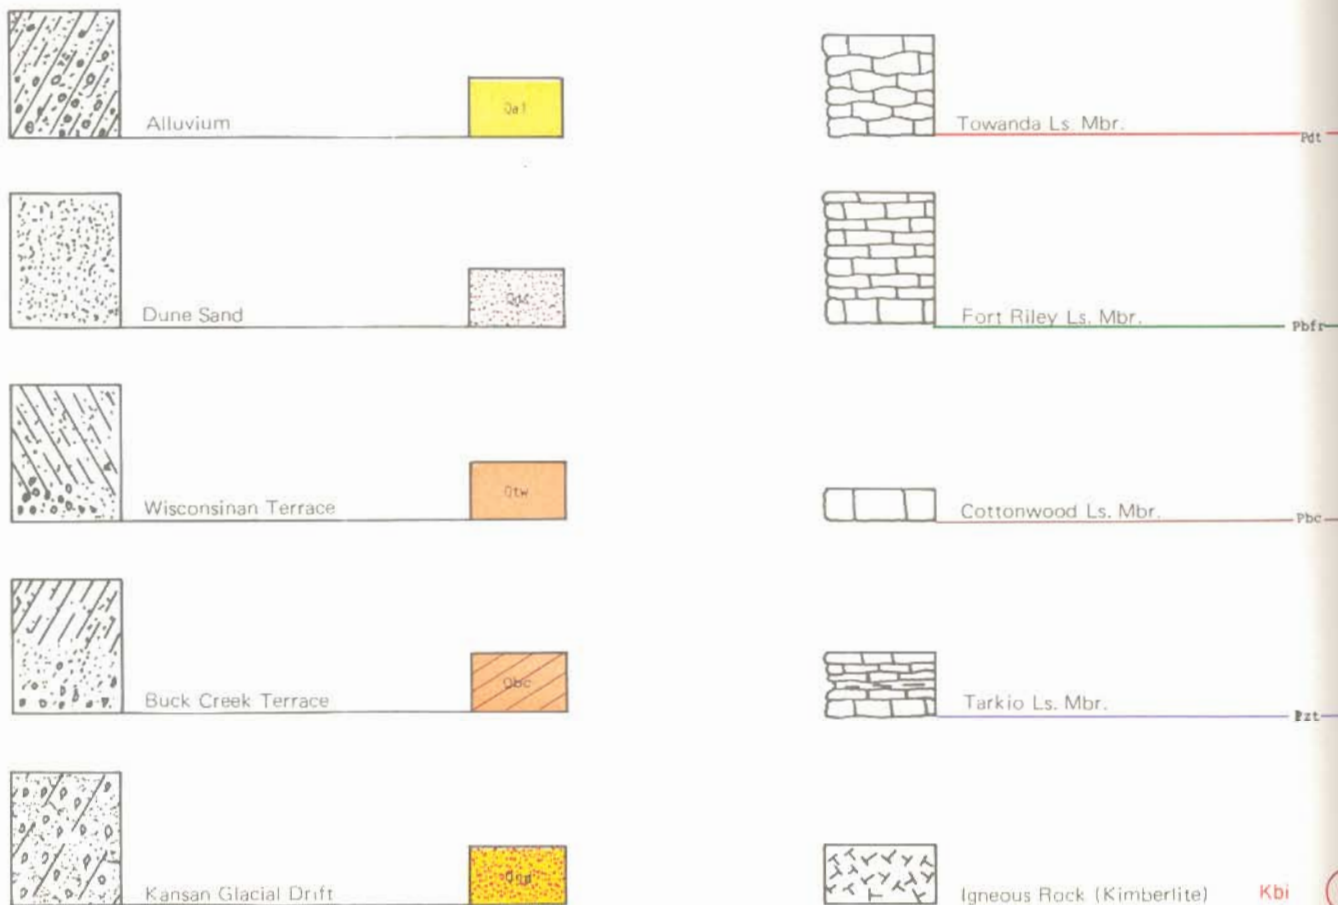 Alluvium
Qal
Dune Sand
Wisconsinan Terrace
Qtw
Buck Creek Terrace
Qbc
Kansan Glacial Drift
Towanda Ls. Mbr.
Pdt
Fort Riley Ls. Mbr.
Pbfr
Cottonwood Ls. Mbr.
Pbc
Tarkio Ls. Mbr.
Igneous Rock (Kimberlite) Kbi